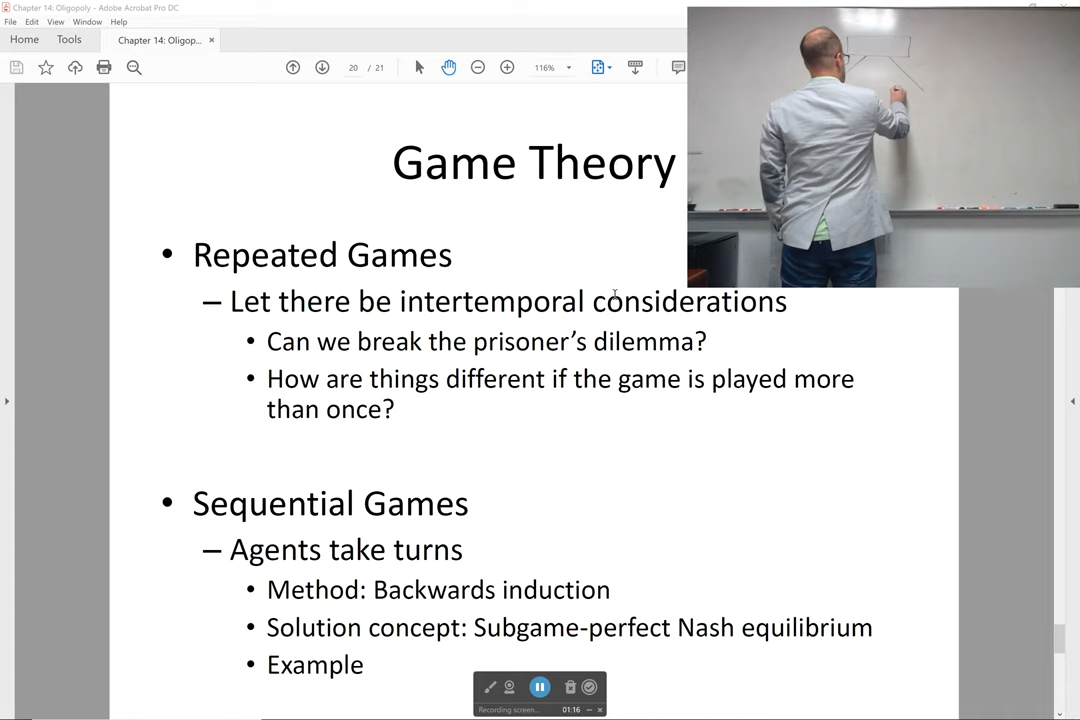 Chapter 14: Oligopoly - Adobe Acrobat Pro DC
File Edit View Window Help
Home Tools Chapter 14: Oligop... ×
20 / 21 116%
Game Theory
• Repeated Games
– Let there be intertemporal considerations
• Can we break the prisoner’s dilemma?
• How are things different if the game is played more
than once?
• Sequential Games
– Agents take turns
• Method: Backwards induction
• Solution concept: Subgame-perfect Nash equilibrium
• Example
Recording screen... 01:16